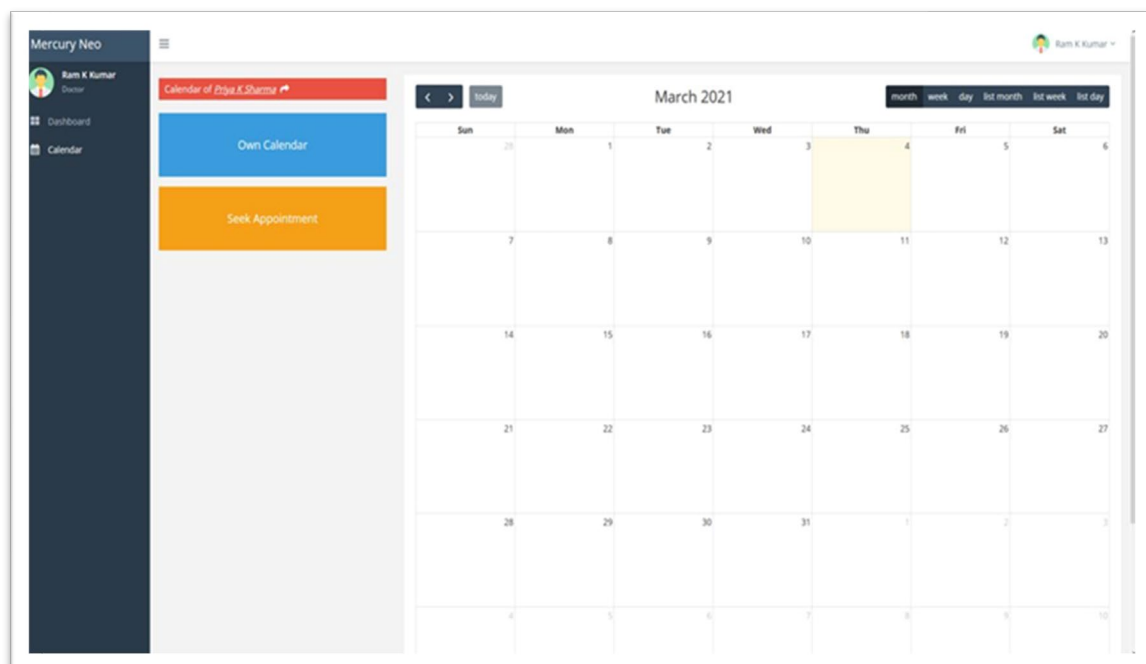 Mercury Neo
Ram K Kumar
Ram K Kumar
Doctor
Dashboard
Calendar
Calendar of Priya K Sharma
Own Calendar
Seek Appointment
today
March 2021
month week day list month list week list day
Sun Mon Tue Wed Thu Fri Sat
28 1 2 3 4 5 6
7 8 9 10 11 12 13
14 15 16 17 18 19 20
21 22 23 24 25 26 27
28 29 30 31 1 2 3
4 5 6 7 8 9 10